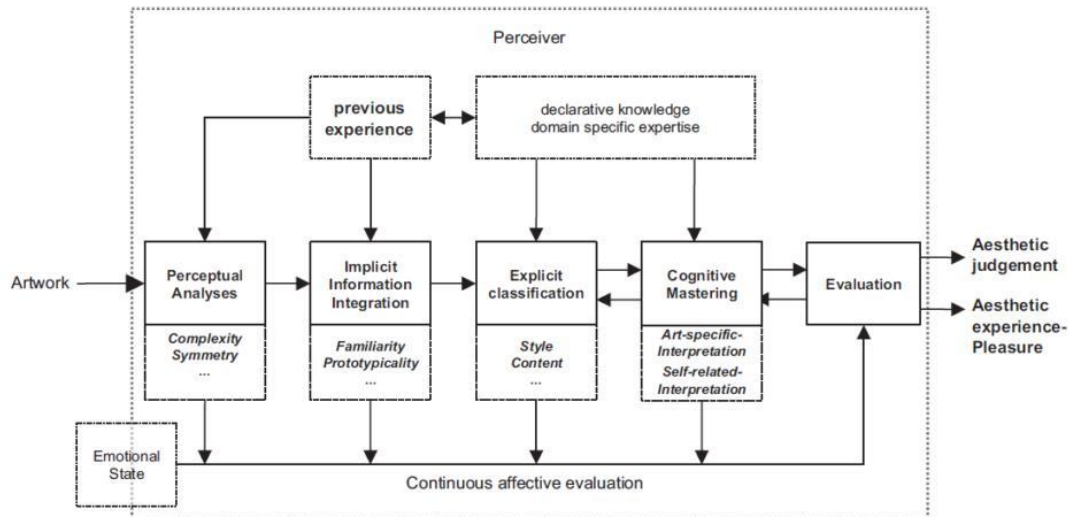 Perceiver
previous
experience
declarative knowledge
domain specific expertise
Artwork
Perceptual
Analyses
Complexity
Symmetry
...
Implicit
Information
Integration
Familiarity
Prototypicality
...
Explicit
classification
Style
Content
...
Cognitive
Mastering
Art-specific-
Interpretation
Self-related-
Interpretation
Evaluation
Aesthetic
judgement
Aesthetic
experience-
Pleasure
Emotional
State
Continuous affective evaluation